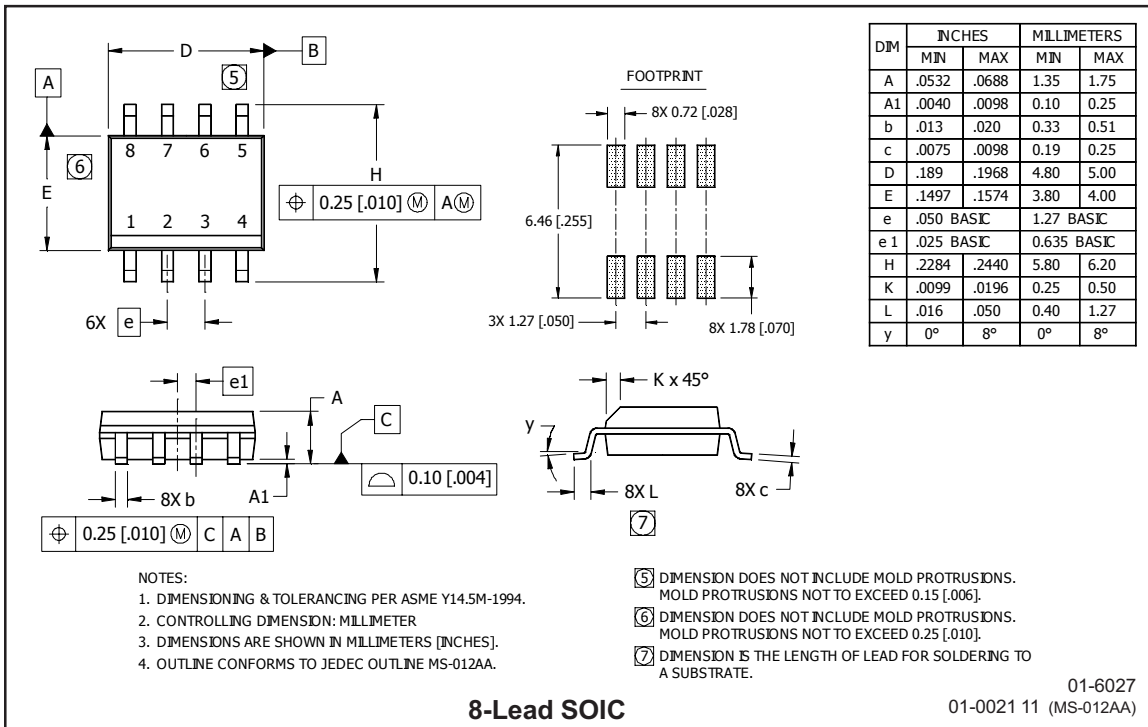 D
B
5
A
8 7 6 5
6
E
H
⌖ 0.25 [.010] Ⓜ A Ⓜ
1 2 3 4
6X e
FOOTPRINT
8X 0.72 [.028]
6.46 [.255]
3X 1.27 [.050]
8X 1.78 [.070]
DIM INCHES MILLIMETERS
MIN MAX MIN MAX
A .0532 .0688 1.35 1.75
A1 .0040 .0098 0.10 0.25
b .013 .020 0.33 0.51
c .0075 .0098 0.19 0.25
D .189 .1968 4.80 5.00
E .1497 .1574 3.80 4.00
e .050 BASIC 1.27 BASIC
e 1 .025 BASIC 0.635 BASIC
H .2284 .2440 5.80 6.20
K .0099 .0196 0.25 0.50
L .016 .050 0.40 1.27
y 0° 8° 0° 8°
e1
A
C
0.10 [.004]
8X b
A1
⌖ 0.25 [.010] Ⓜ C A B
K x 45°
y
8X L
7
8X c
NOTES:
1. DIMENSIONING & TOLERANCING PER ASME Y14.5M-1994.
2. CONTROLLING DIMENSION: MILLIMETER
3. DIMENSIONS ARE SHOWN IN MILLIMETERS [INCHES].
4. OUTLINE CONFORMS TO JEDEC OUTLINE MS-012AA.
5 DIMENSION DOES NOT INCLUDE MOLD PROTRUSIONS.
MOLD PROTRUSIONS NOT TO EXCEED 0.15 [.006].
6 DIMENSION DOES NOT INCLUDE MOLD PROTRUSIONS.
MOLD PROTRUSIONS NOT TO EXCEED 0.25 [.010].
7 DIMENSION IS THE LENGTH OF LEAD FOR SOLDERING TO
A SUBSTRATE.
8-Lead SOIC
01-6027
01-0021 11 (MS-012AA)